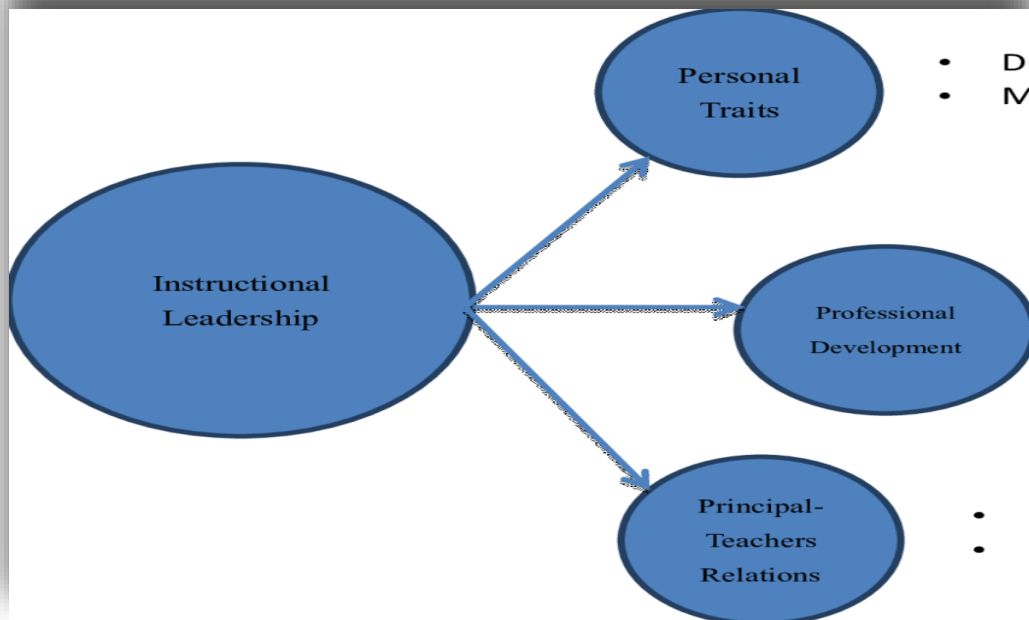 Personal
Traits
• D
• M
Instructional
Leadership
Professional
Development
Principal-
Teachers
Relations
•
•